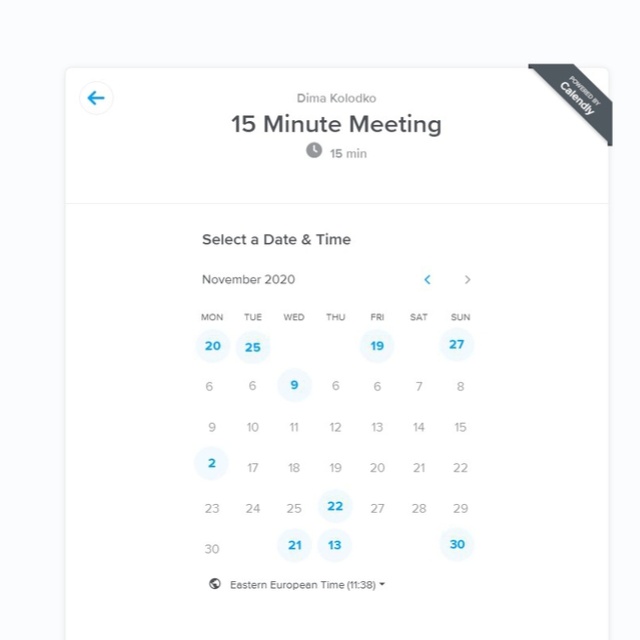 POWERED BY
Calendly
Dima Kolodko
15 Minute Meeting
15 min
Select a Date & Time
November 2020
MON TUE WED THU FRI SAT SUN
20 25 19 27
6 6 9 6 6 7 8
9 10 11 12 13 14 15
2 17 18 19 20 21 22
23 24 25 22 27 28 29
30 21 13 30
Eastern European Time (11:38)